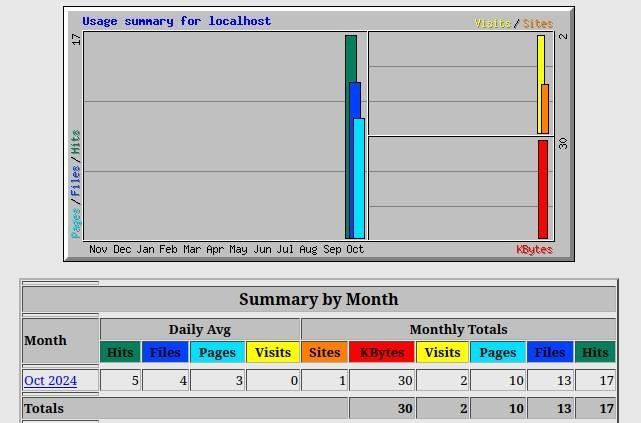 Usage summary for localhost
Visits / Sites
17
2
30
Pages / Files / Hits
Nov Dec Jan Feb Mar Apr May Jun Jul Aug Sep Oct
KBytes
Summary by Month
Month Daily Avg Monthly Totals
Hits Files Pages Visits Sites KBytes Visits Pages Files Hits
Oct 2024 5 4 3 0 1 30 2 10 13 17
Totals 30 2 10 13 17